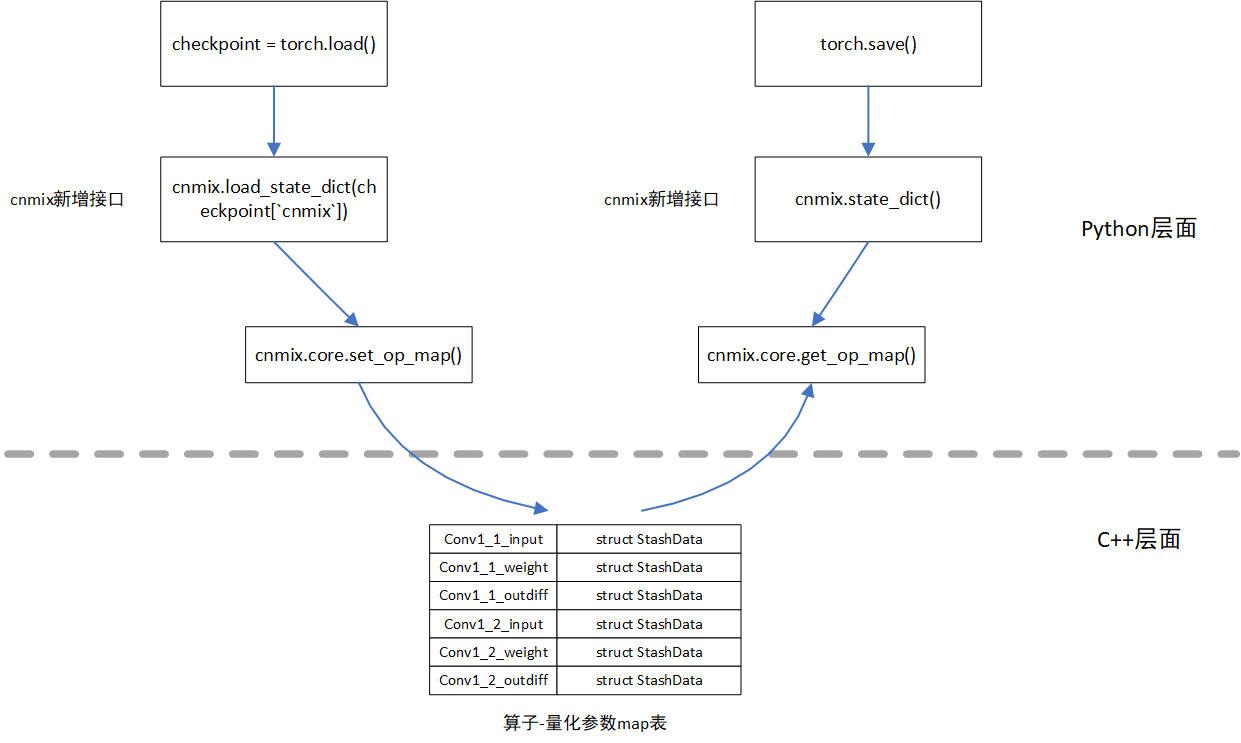 checkpoint = torch.load()
torch.save()
cnmix新增接口
cnmix.load_state_dict(ch
eckpoint[`cnmix`])
cnmix新增接口
cnmix.state_dict()
Python层面
cnmix.core.set_op_map()
cnmix.core.get_op_map()
C++层面
Conv1_1_input struct StashData
Conv1_1_weight struct StashData
Conv1_1_outdiff struct StashData
Conv1_2_input struct StashData
Conv1_2_weight struct StashData
Conv1_2_outdiff struct StashData
算子-量化参数map表